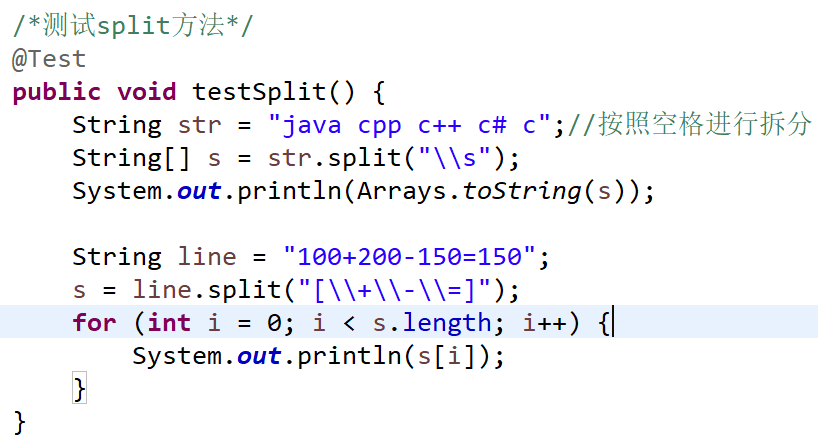 /*测试split方法*/
@Test
public void testSplit() {
    String str = "java cpp c++ c# c";//按照空格进行拆分
    String[] s = str.split("\\s");
    System.out.println(Arrays.toString(s));

    String line = "100+200-150=150";
    s = line.split("[\\+\\-\\=]");
    for (int i = 0; i < s.length; i++) {
        System.out.println(s[i]);
    }
}